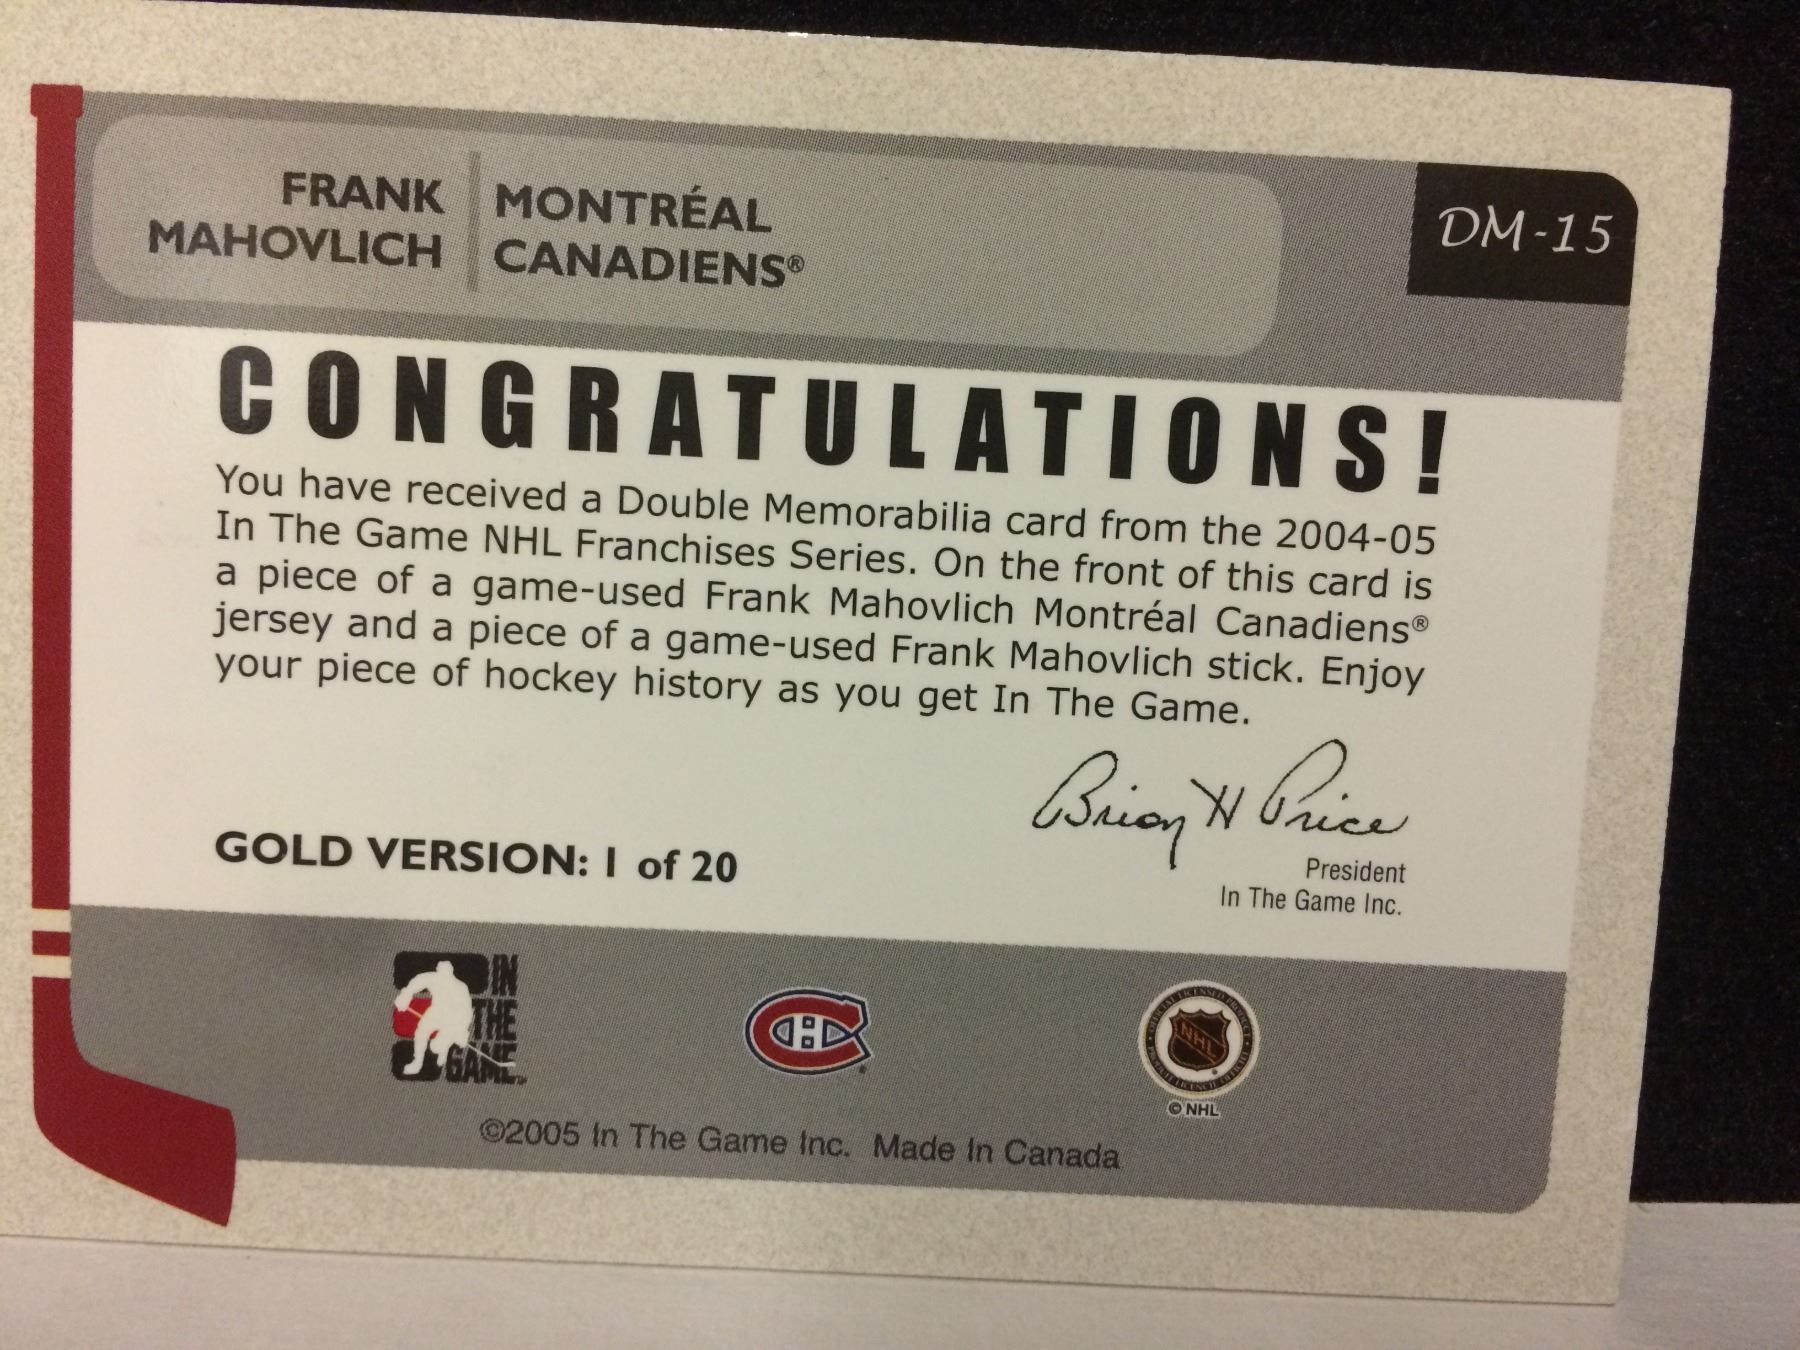 FRANK
MAHOVLICH
MONTRÉAL
CANADIENS®
DM-15
CONGRATULATIONS!
You have received a Double Memorabilia card from the 2004-05
In The Game NHL Franchises Series. On the front of this card is
a piece of a game-used Frank Mahovlich Montréal Canadiens®
jersey and a piece of a game-used Frank Mahovlich stick. Enjoy
your piece of hockey history as you get In The Game.
Brian H Price
President
In The Game Inc.
GOLD VERSION: 1 of 20
IN
THE
GAME
CH
NHL
© NHL
©2005 In The Game Inc. Made In Canada